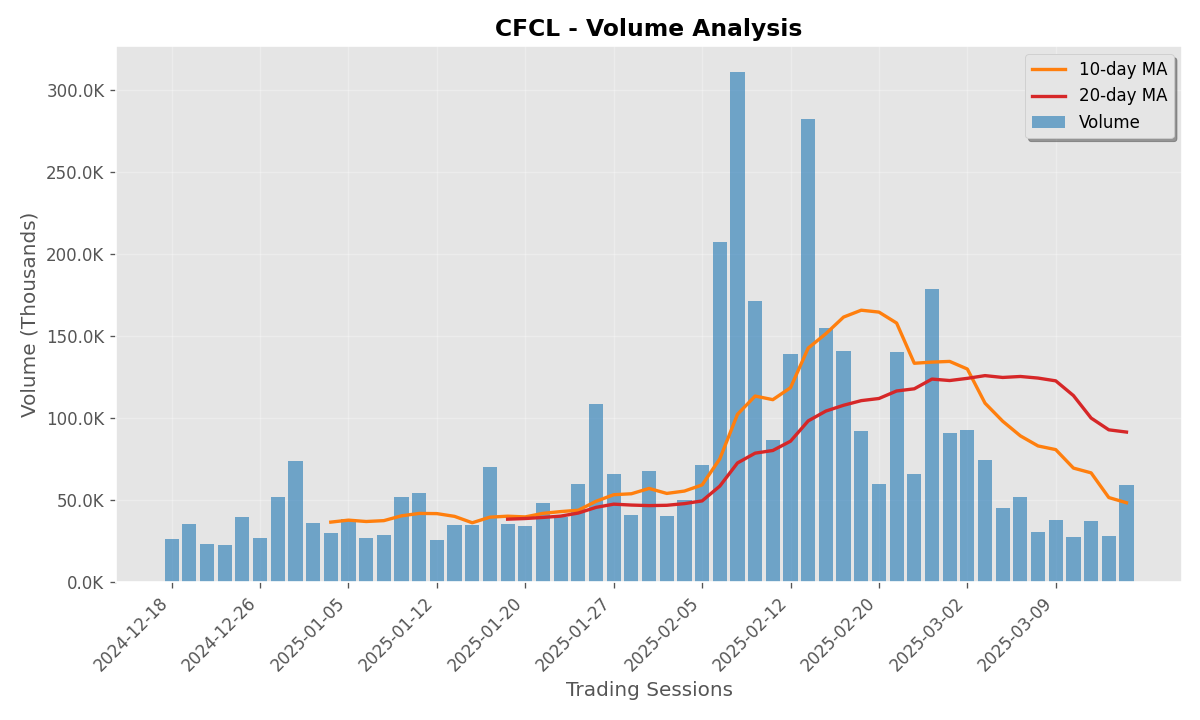 CFCL - Volume Analysis
10-day MA
20-day MA
Volume
Volume (Thousands)
300.0K
250.0K
200.0K
150.0K
100.0K
50.0K
0.0K
2024-12-18
2024-12-26
2025-01-05
2025-01-12
2025-01-20
2025-01-27
2025-02-05
2025-02-12
2025-02-20
2025-03-02
2025-03-09
Trading Sessions